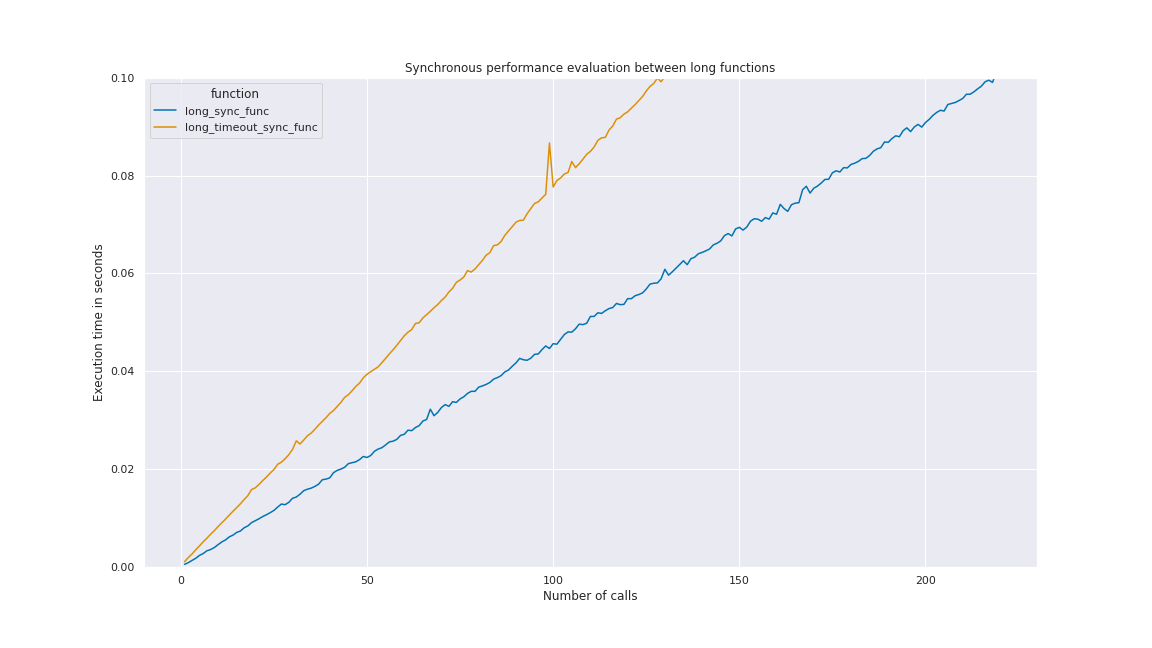 Synchronous performance evaluation between long functions
0.10
0.08
0.06
0.04
0.02
0.00
Execution time in seconds
function
long_sync_func
long_timeout_sync_func
0 50 100 150 200
Number of calls